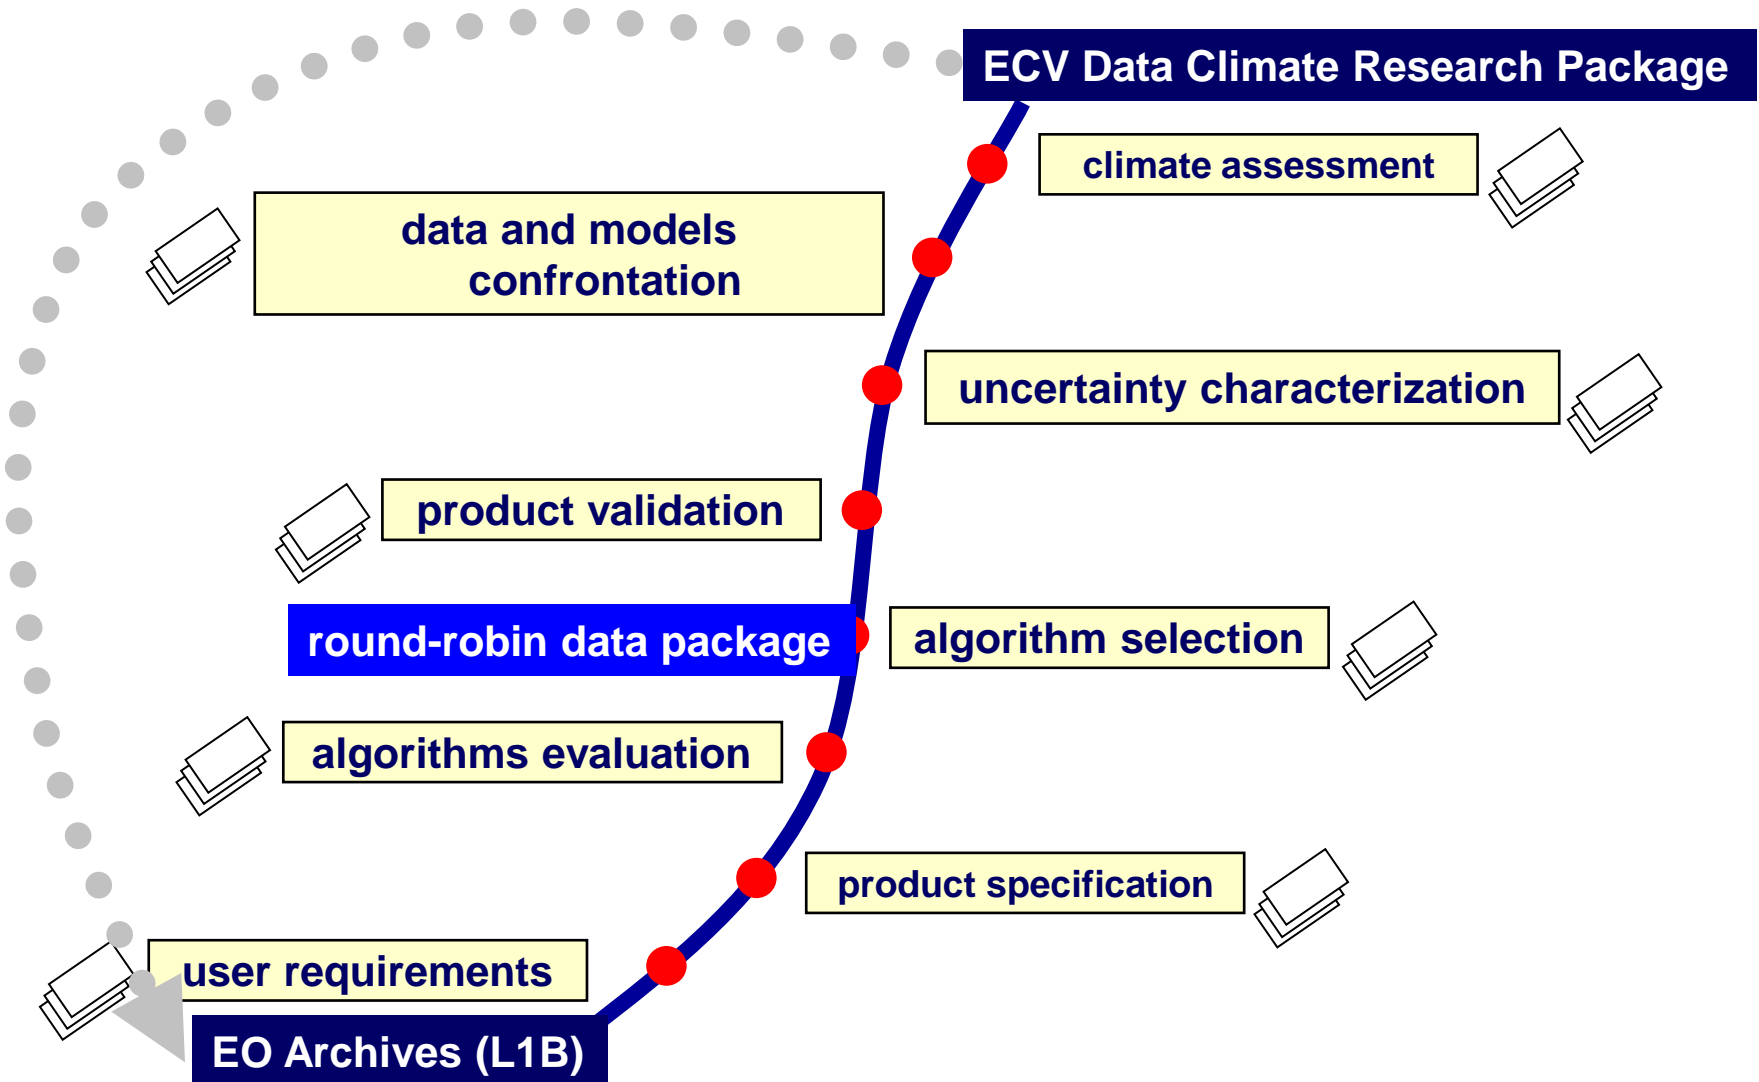 ECV Data Climate Research Package
climate assessment
data and models
confrontation
uncertainty characterization
product validation
round-robin data package
algorithm selection
algorithms evaluation
product specification
user requirements
EO Archives (L1B)